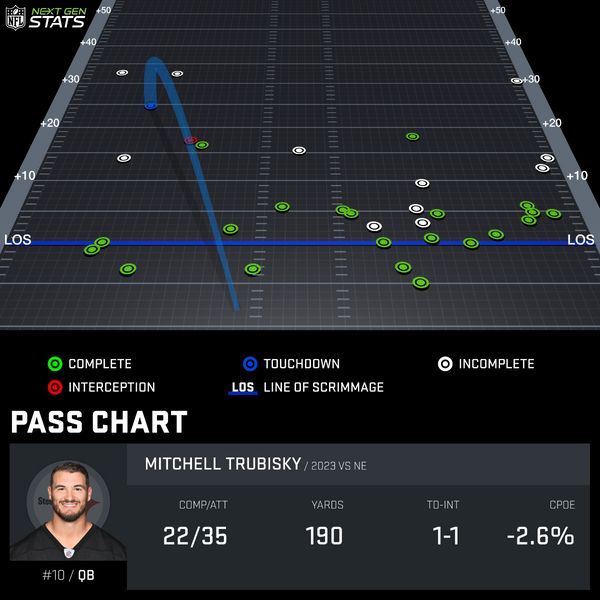 NFL NEXT GEN STATS
+50 +50
+30 +30
+20 +20
+10 +10
LOS LOS
COMPLETE TOUCHDOWN INCOMPLETE
INTERCEPTION LOS LINE OF SCRIMMAGE
PASS CHART
MITCHELL TRUBISKY / 2023 VS NE
COMP/ATT YARDS TD-INT CPOE
22/35 190 1-1 -2.6%
#10 / QB